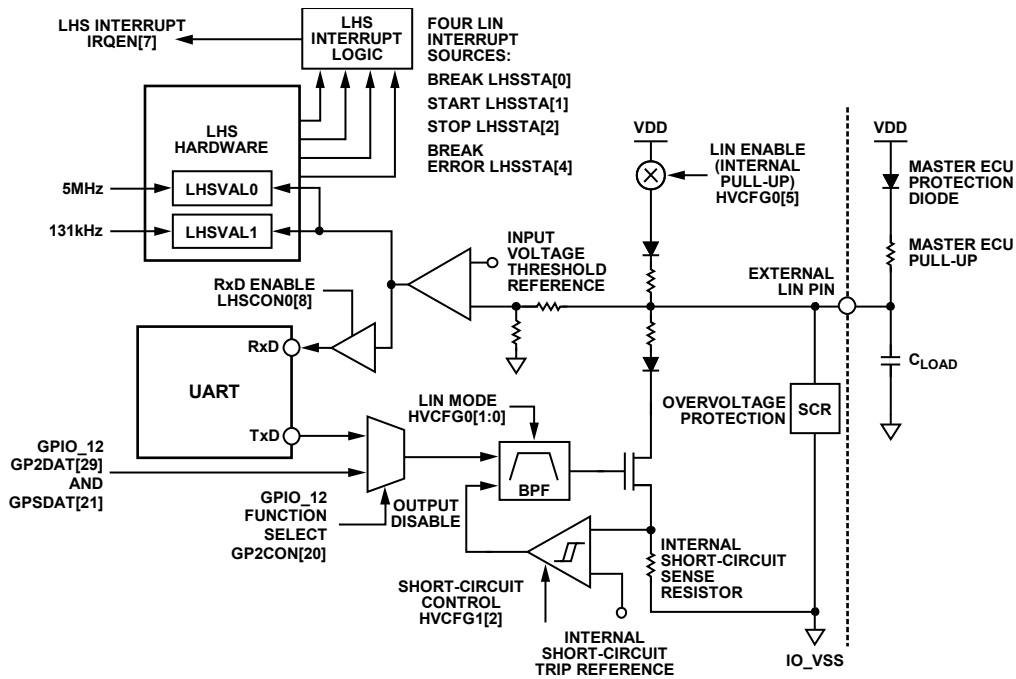 LHS INTERRUPT
IRQEN[7]
LHS
INTERRUPT
LOGIC
FOUR LIN
INTERRUPT
SOURCES:
BREAK LHSSTA[0]
START LHSSTA[1]
STOP LHSSTA[2]
BREAK
ERROR LHSSTA[4]
LHS
HARDWARE
5MHz
LHSVAL0
131kHz
LHSVAL1
VDD
LIN ENABLE
(INTERNAL
PULL-UP)
HVCFG0[5]
VDD
MASTER ECU
PROTECTION
DIODE
MASTER ECU
PULL-UP
INPUT
VOLTAGE
THRESHOLD
REFERENCE
EXTERNAL
LIN PIN
RxD ENABLE
LHSCON0[8]
RxD
UART
TxD
CLOAD
OVERVOLTAGE
PROTECTION
SCR
LIN MODE
HVCFG0[1:0]
BPF
GPIO_12
GP2DAT[29]
AND
GPSDAT[21]
GPIO_12
FUNCTION
SELECT
GP2CON[20]
OUTPUT
DISABLE
SHORT-CIRCUIT
CONTROL
HVCFG1[2]
INTERNAL
SHORT-CIRCUIT
SENSE
RESISTOR
INTERNAL
SHORT-CIRCUIT
TRIP REFERENCE
IO_VSS